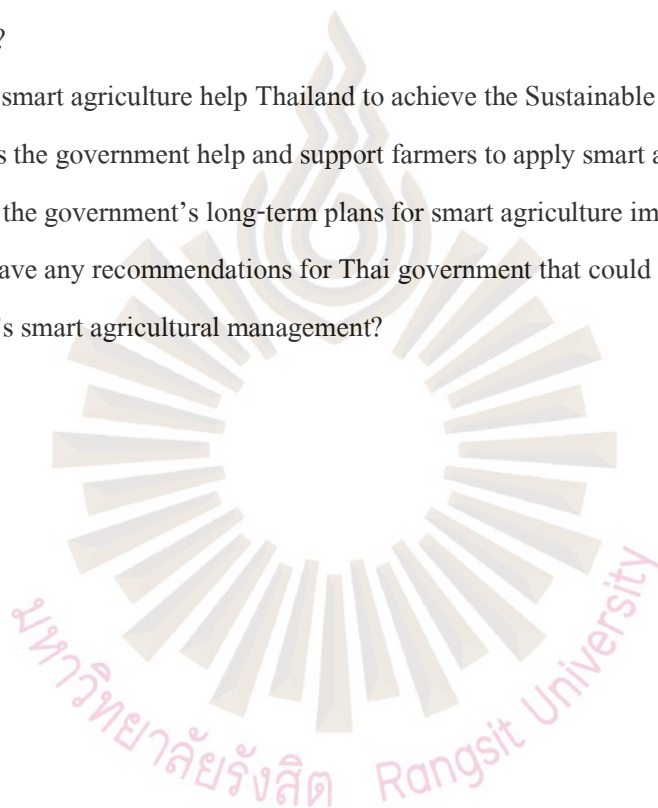 ?
smart agriculture help Thailand to achieve the Sustainable
s the government help and support farmers to apply smart a
the government's long-term plans for smart agriculture im
ave any recommendations for Thai government that could
's smart agricultural management?
มหาวิทยาลัยรังสิต Rangsit University